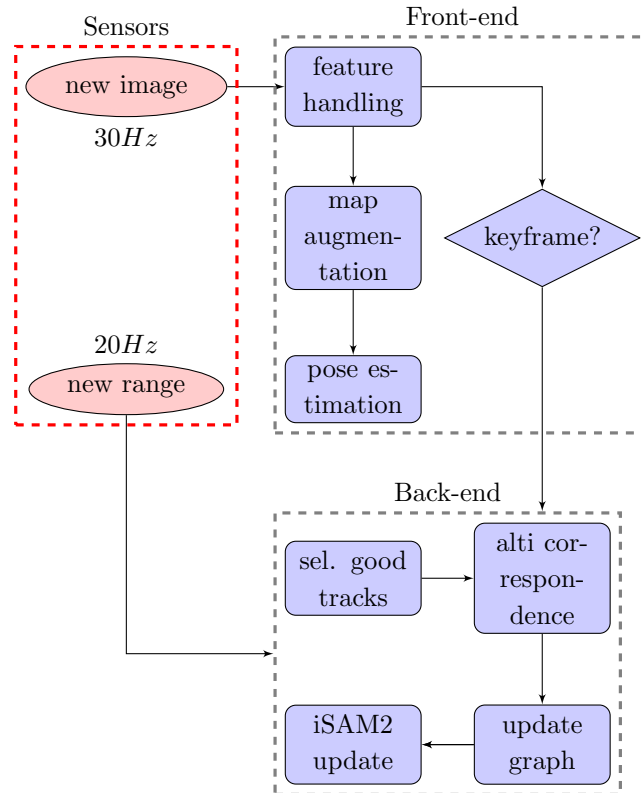 Sensors
new image
30Hz
20Hz
new range
Front-end
feature
handling
map
augmen-
tation
pose es-
timation
keyframe?
Back-end
sel. good
tracks
alti cor-
respon-
dence
iSAM2
update
update
graph